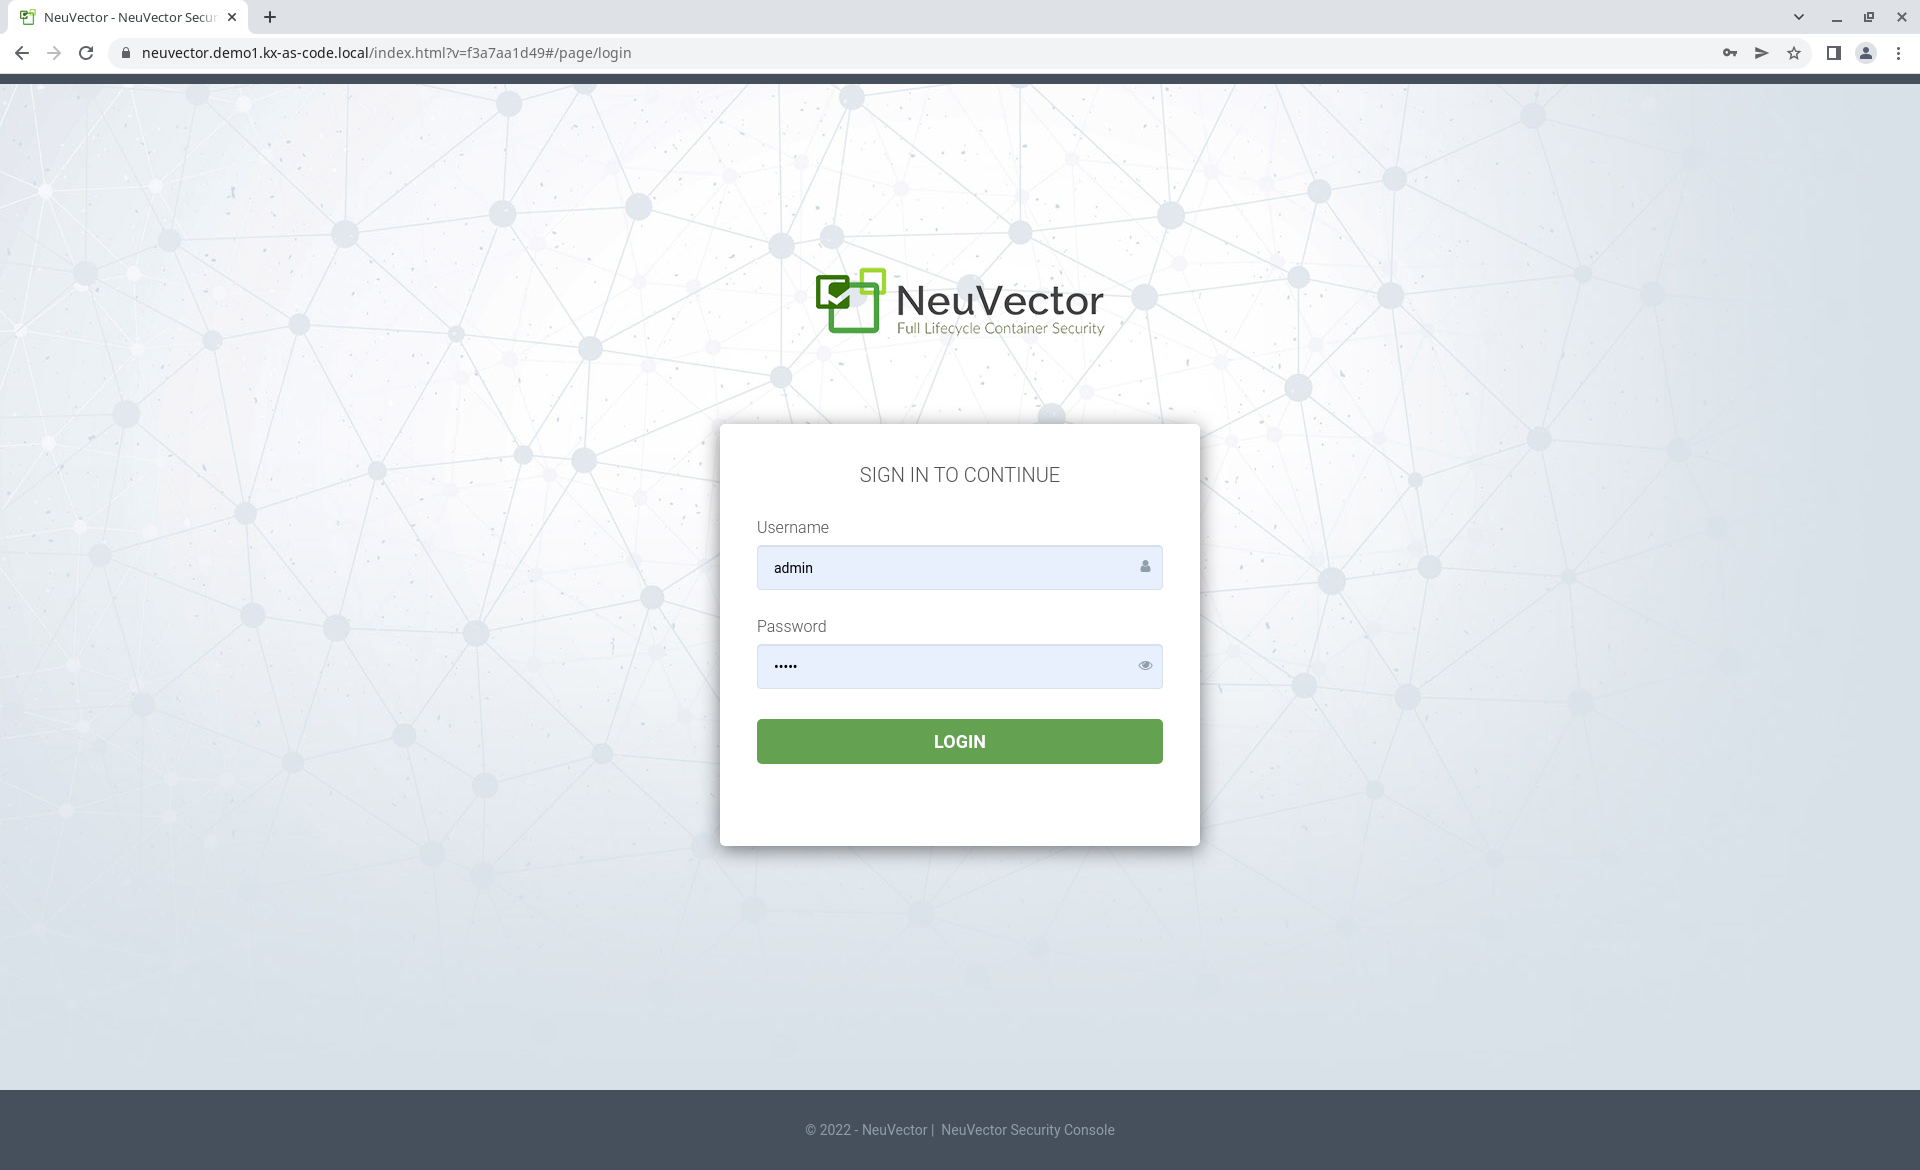 NeuVector - NeuVector Secur
neuvector.demo1.kx-as-code.local/index.html?v=f3a7aa1d49#/page/login
NeuVector
Full Lifecycle Container Security
SIGN IN TO CONTINUE
Username
admin
Password
•••••
LOGIN
© 2022 - NeuVector | NeuVector Security Console